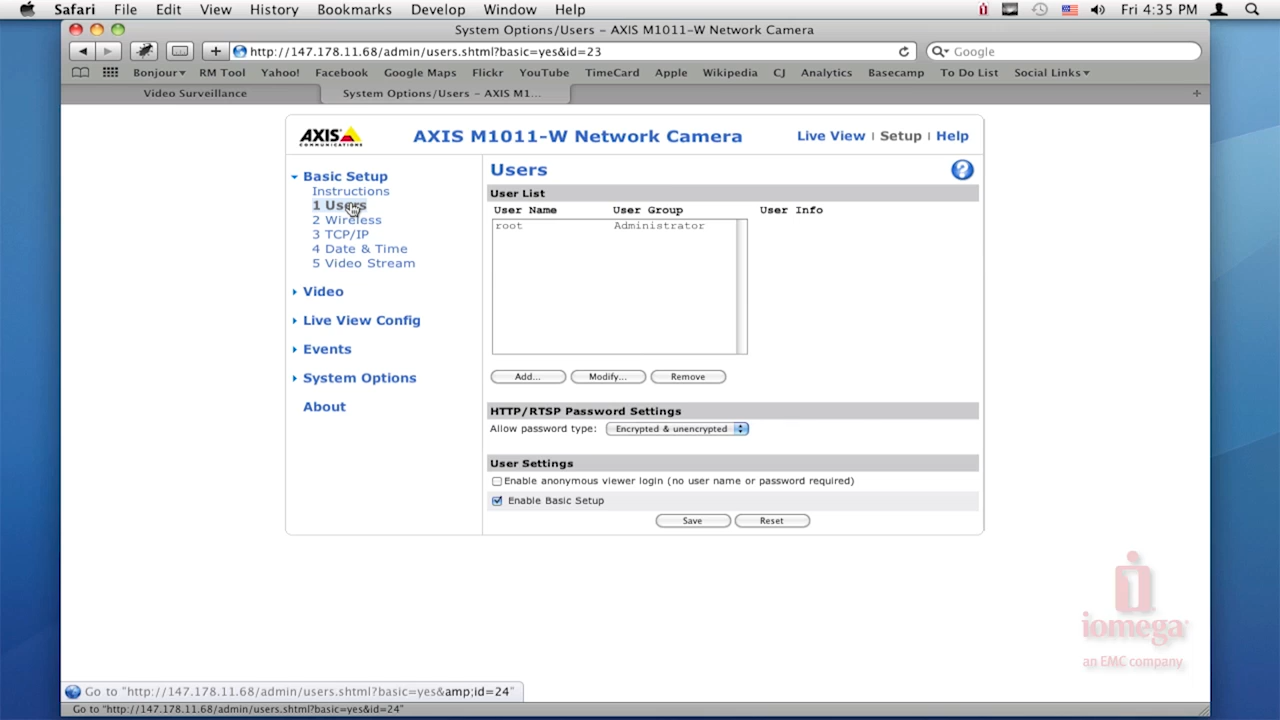 Safari File Edit View History Bookmarks Develop Window Help Fri 4:35 PM
System Options/Users – AXIS M1011-W Network Camera
http://147.178.11.68/admin/users.shtml?basic=yes&id=23 Google
Bonjour▾ RM Tool Yahoo! Facebook Google Maps Flickr YouTube TimeCard Apple Wikipedia CJ Analytics Basecamp To Do List Social Links▾
Video Surveillance System Options/Users – AXIS M1...
AXIS COMMUNICATIONS AXIS M1011-W Network Camera Live View | Setup | Help
Basic Setup
Instructions
1 Users
2 Wireless
3 TCP/IP
4 Date & Time
5 Video Stream
Video
Live View Config
Events
System Options
About
Users
User List
User Name User Group User Info
root Administrator
Add... Modify... Remove
HTTP/RTSP Password Settings
Allow password type: Encrypted & unencrypted
User Settings
Enable anonymous viewer login (no user name or password required)
Enable Basic Setup
Save Reset
iomega
an EMC company
Go to "http://147.178.11.68/admin/users.shtml?basic=yes&amp;id=24"
Go to "http://147.178.11.68/admin/users.shtml?basic=yes&id=24"